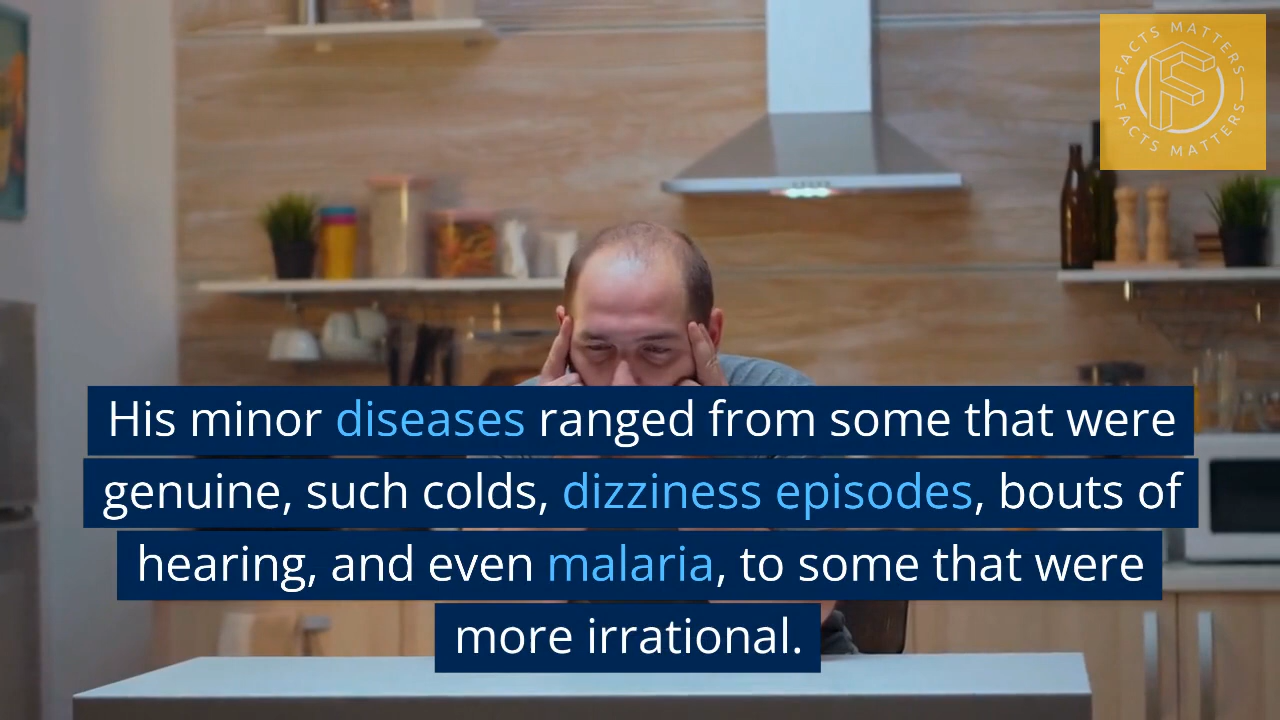 FACTS MATTERS
FACTS MATTERS
His minor diseases ranged from some that were
genuine, such colds, dizziness episodes, bouts of
hearing, and even malaria, to some that were
more irrational.